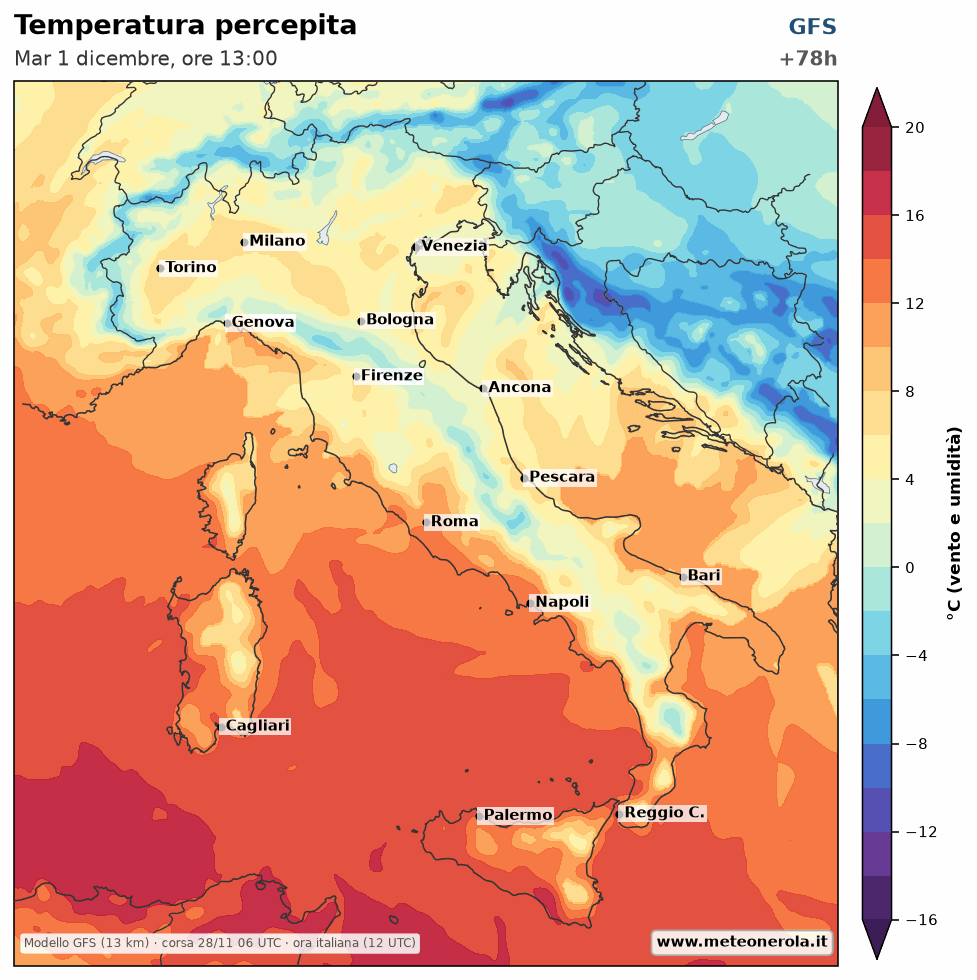 Temperatura percepita
GFS
Mar 1 dicembre, ore 13:00
+78h
Milano
Venezia
Torino
Genova
Bologna
Firenze
Ancona
Pescara
Roma
Bari
Napoli
Cagliari
Palermo
Reggio C.
20
16
12
8
4
0
−4
−8
−12
−16
°C (vento e umidità)
Modello GFS (13 km) · corsa 28/11 06 UTC · ora italiana (12 UTC)
www.meteonerola.it